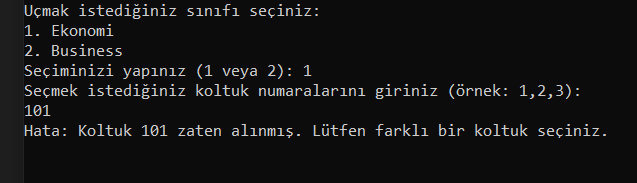 Uçmak istediğiniz sınıfı seçiniz:
1. Ekonomi
2. Business
Seçiminizi yapınız (1 veya 2): 1
Seçmek istediğiniz koltuk numaralarını giriniz (örnek: 1,2,3):
101
Hata: Koltuk 101 zaten alınmış. Lütfen farklı bir koltuk seçiniz.